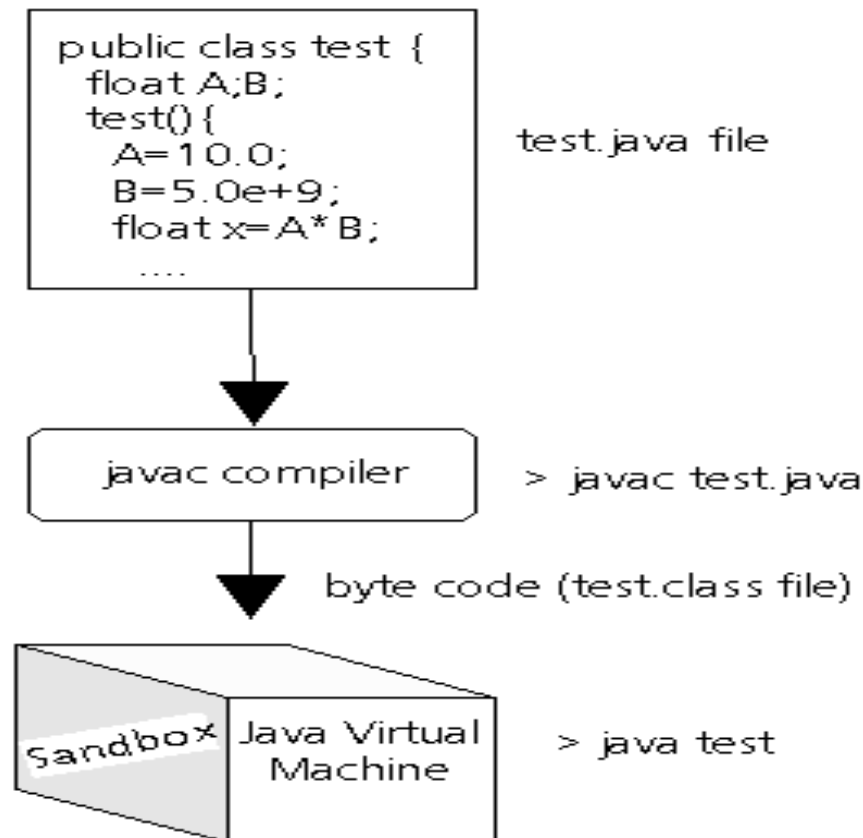 public class test {
float A;B;
test(){
A=10.0;
B=5.0e+9;
float x=A*B;
....
test.java file
javac compiler
> javac test.java
byte code (test.class file)
Sandbox
Java Virtual
Machine
> java test